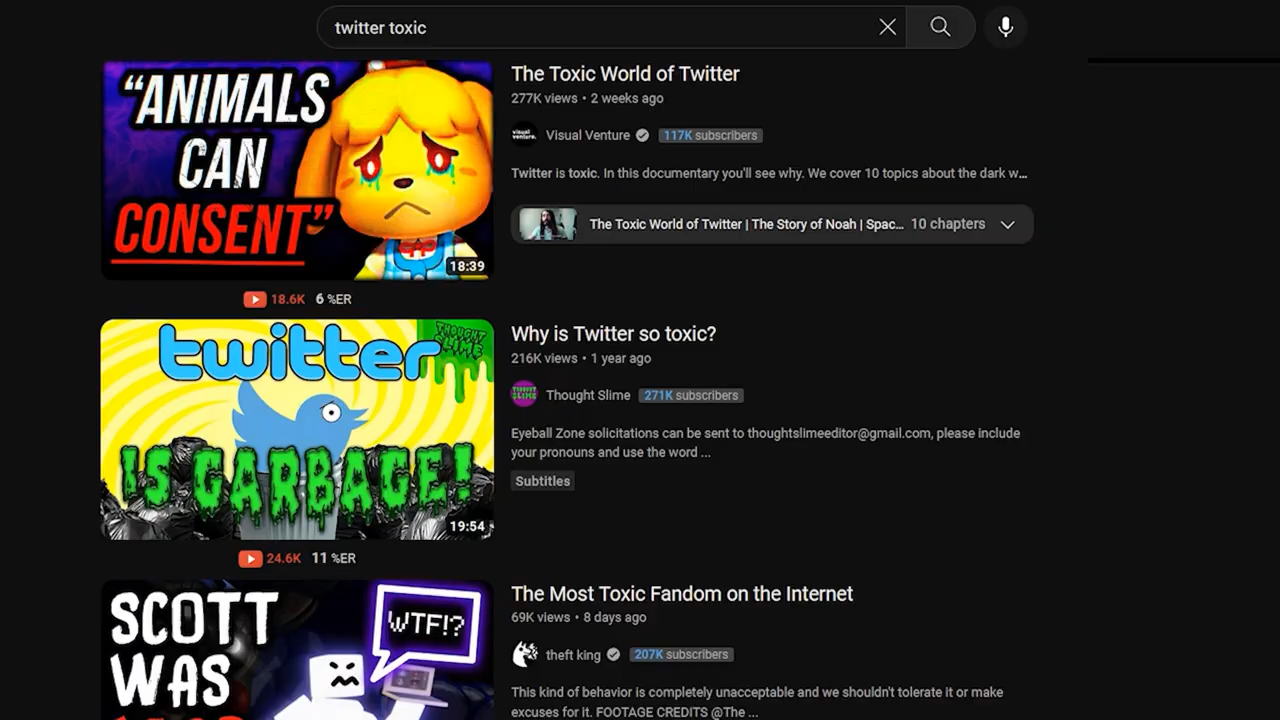 twitter toxic
"ANIMALS
CAN
CONSENT"
18:39
18.6K 6 %ER
The Toxic World of Twitter
277K views • 2 weeks ago
visual venture.
Visual Venture 117K subscribers
Twitter is toxic. In this documentary you'll see why. We cover 10 topics about the dark w...
The Toxic World of Twitter | The Story of Noah | Spac... 10 chapters
twitter
THOUGHT
SLIME
IS GARBAGE!
19:54
24.6K 11 %ER
Why is Twitter so toxic?
216K views • 1 year ago
THOUGHT
SLIME
Thought Slime 271K subscribers
Eyeball Zone solicitations can be sent to thoughtslimeeditor@gmail.com, please include
your pronouns and use the word ...
Subtitles
SCOTT
WAS
WTF!?
The Most Toxic Fandom on the Internet
69K views • 8 days ago
theft king 207K subscribers
This kind of behavior is completely unacceptable and we shouldn't tolerate it or make
excuses for it. FOOTAGE CREDITS @The ...